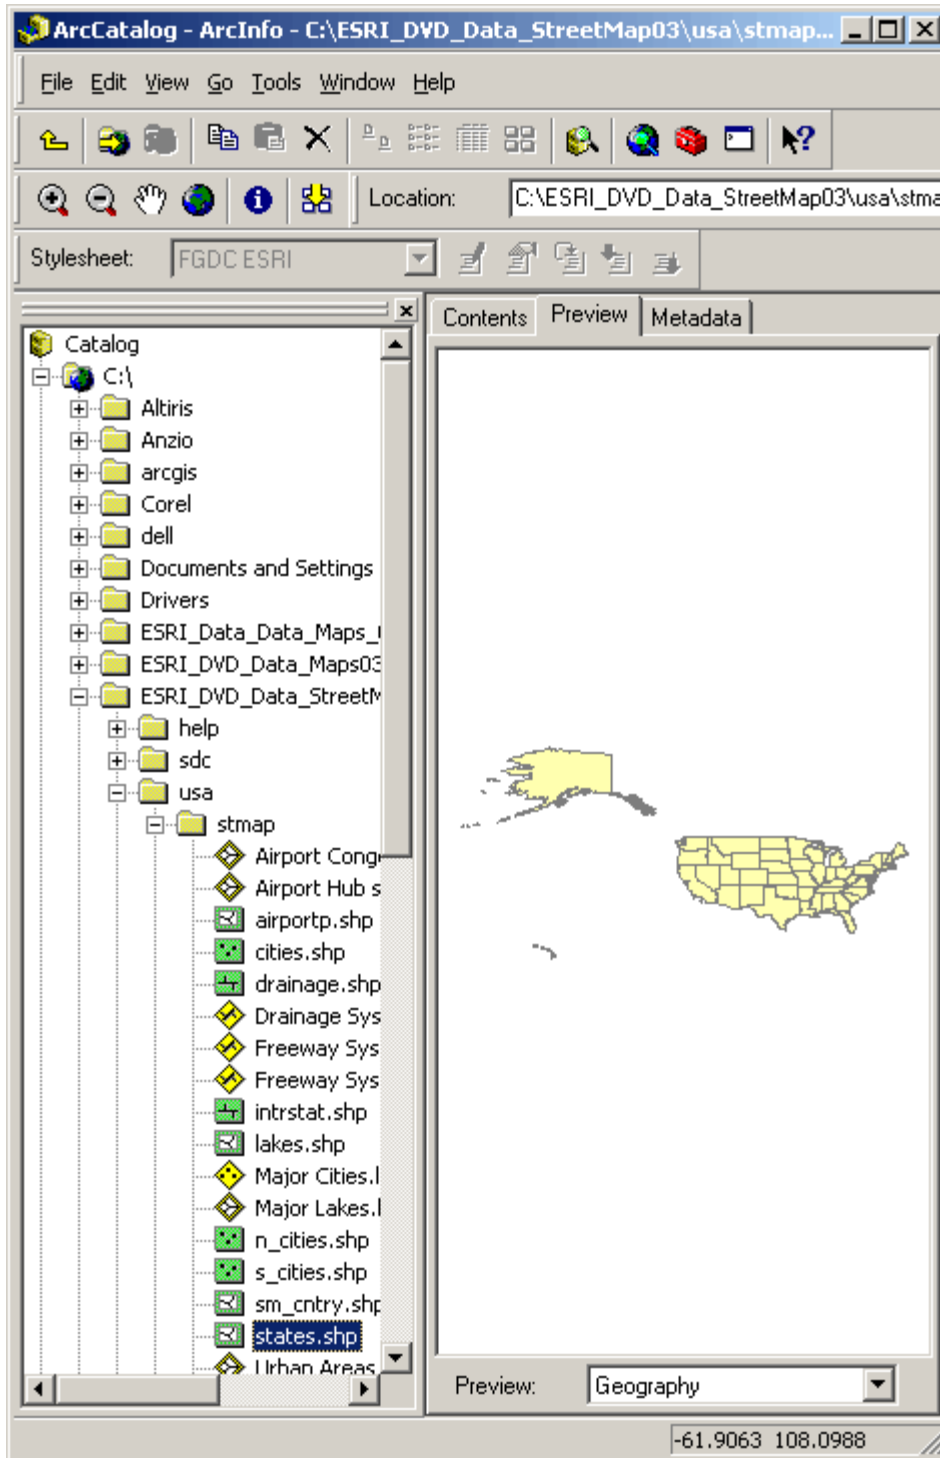 ArcCatalog - ArcInfo - C:\ESRI_DVD_Data_StreetMap03\usa\stmap...
File Edit View Go Tools Window Help
Location: C:\ESRI_DVD_Data_StreetMap03\usa\stma
Stylesheet: FGDC ESRI
Contents Preview Metadata
Catalog
C:\
Altiris
Anzio
arcgis
Corel
dell
Documents and Settings
Drivers
ESRI_Data_Data_Maps_
ESRI_DVD_Data_Maps03
ESRI_DVD_Data_StreetM
help
sdc
usa
stmap
Airport Cong
Airport Hub s
airportp.shp
cities.shp
drainage.shp
Drainage Sys
Freeway Sys
Freeway Sys
intrstat.shp
lakes.shp
Major Cities.l
Major Lakes.l
n_cities.shp
s_cities.shp
sm_cntry.shp
states.shp
Urban Areas
Preview: Geography
-61.9063 108.0988